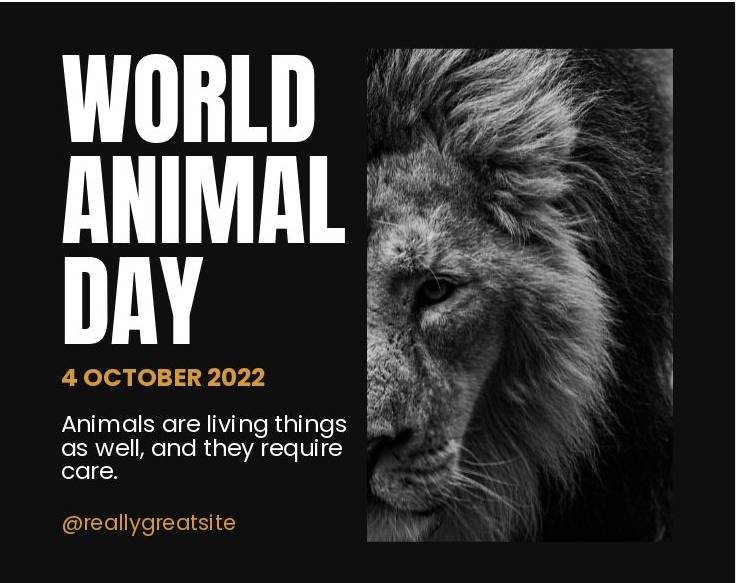 WORLD
ANIMAL
DAY
4 OCTOBER 2022
Animals are living things
as well, and they require
care.
@reallygreatsite